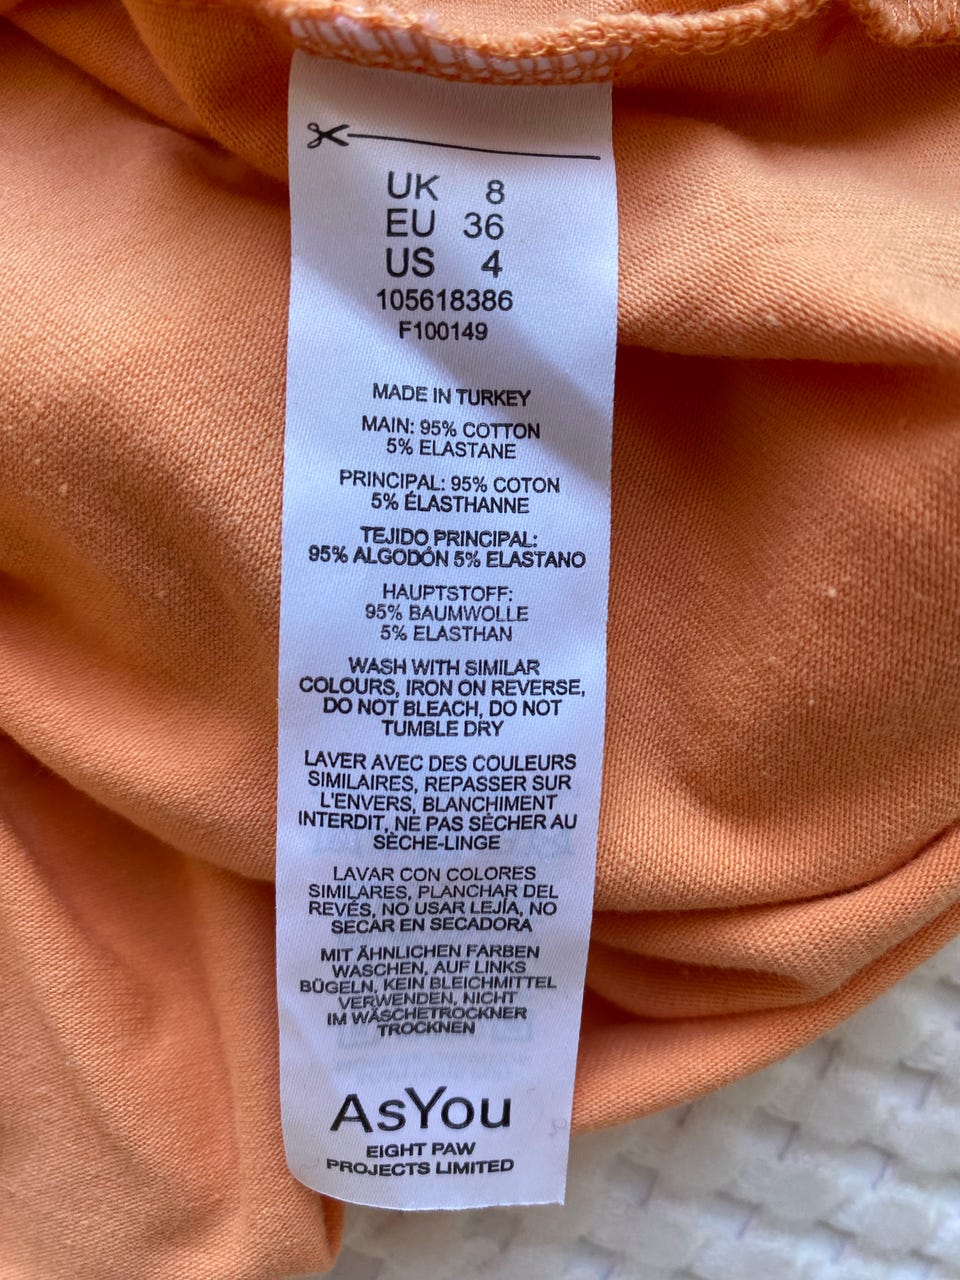 UK 8
EU 36
US 4
105618386
F100149
MADE IN TURKEY
MAIN: 95% COTTON
5% ELASTANE
PRINCIPAL: 95% COTON
5% ÉLASTHANNE
TEJIDO PRINCIPAL:
95% ALGODÓN 5% ELASTANO
HAUPTSTOFF:
95% BAUMWOLLE
5% ELASTHAN
WASH WITH SIMILAR
COLOURS, IRON ON REVERSE,
DO NOT BLEACH, DO NOT
TUMBLE DRY
LAVER AVEC DES COULEURS
SIMILAIRES, REPASSER SUR
L'ENVERS, BLANCHIMENT
INTERDIT, NE PAS SÉCHER AU
SÈCHE-LINGE
LAVAR CON COLORES
SIMILARES, PLANCHAR DEL
REVÉS, NO USAR LEJÍA, NO
SECAR EN SECADORA
MIT ÄHNLICHEN FARBEN
WASCHEN, AUF LINKS
BÜGELN, KEIN BLEICHMITTEL
VERWENDEN, NICHT
IM WÄSCHETROCKNER
TROCKNEN
AsYou
EIGHT PAW
PROJECTS LIMITED